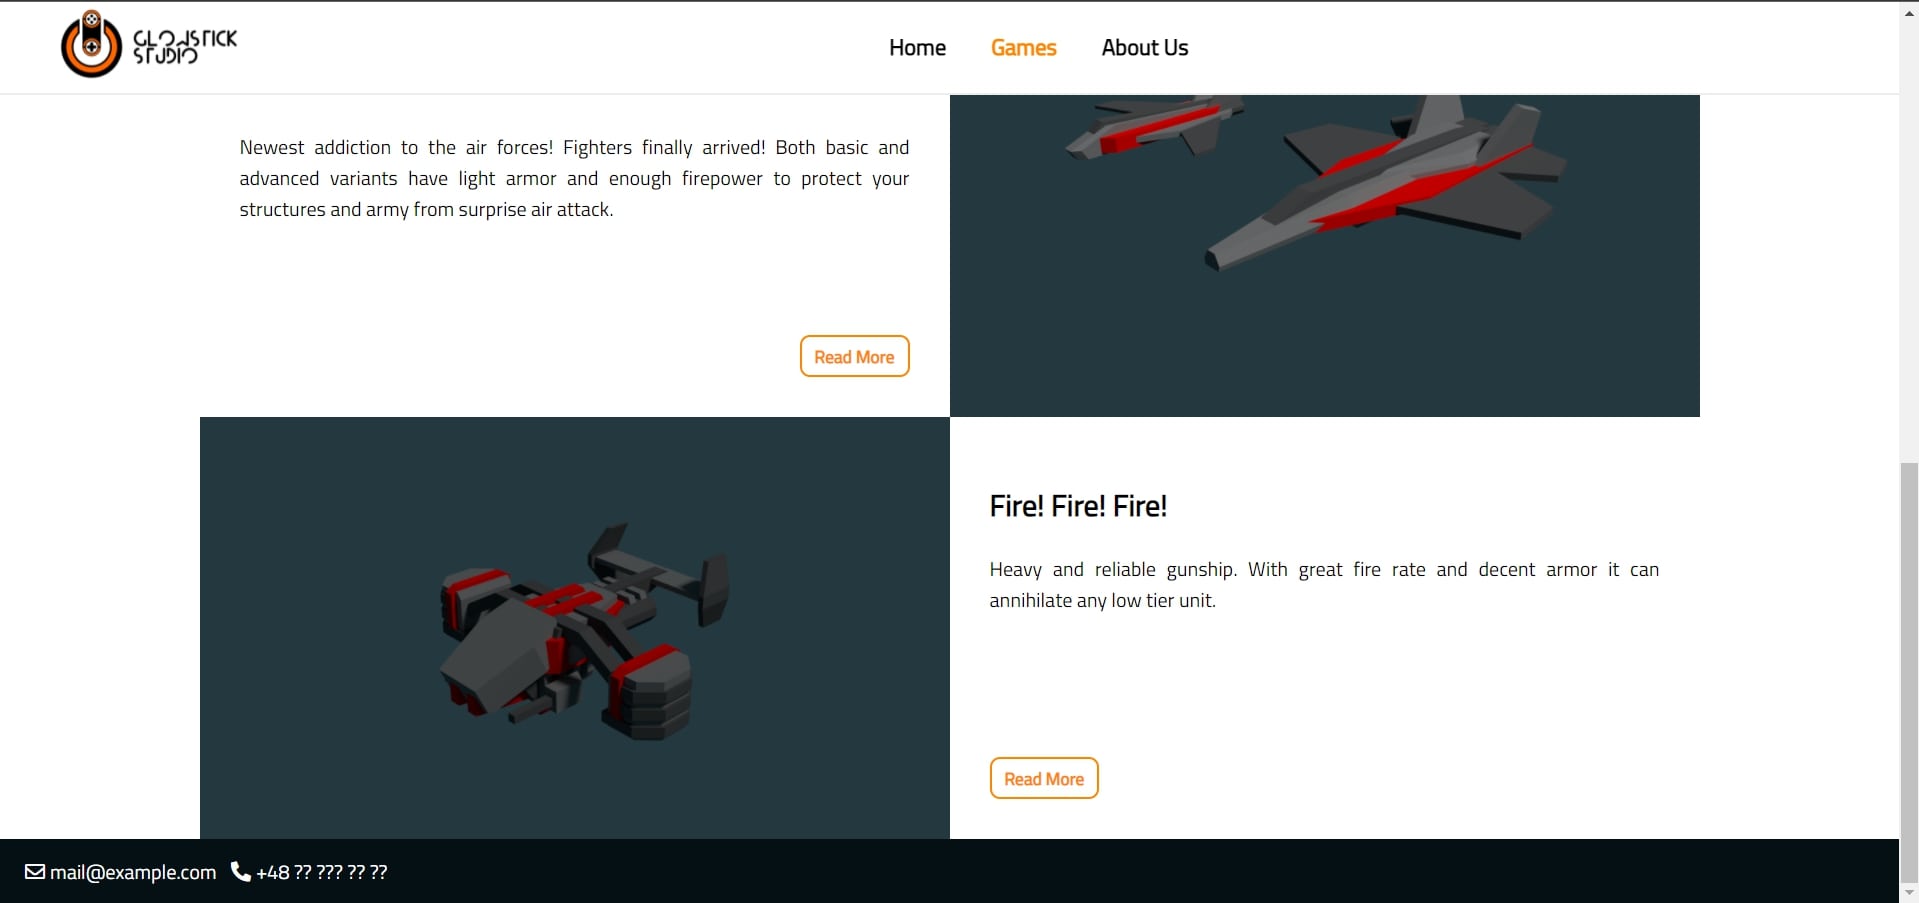 GLOWSTICK
STUDIO
Home Games About Us
Newest addiction to the air forces! Fighters finally arrived! Both basic and
advanced variants have light armor and enough firepower to protect your
structures and army from surprise air attack.
Read More
Fire! Fire! Fire!
Heavy and reliable gunship. With great fire rate and decent armor it can
annihilate any low tier unit.
Read More
mail@example.com +48 ?? ??? ?? ??